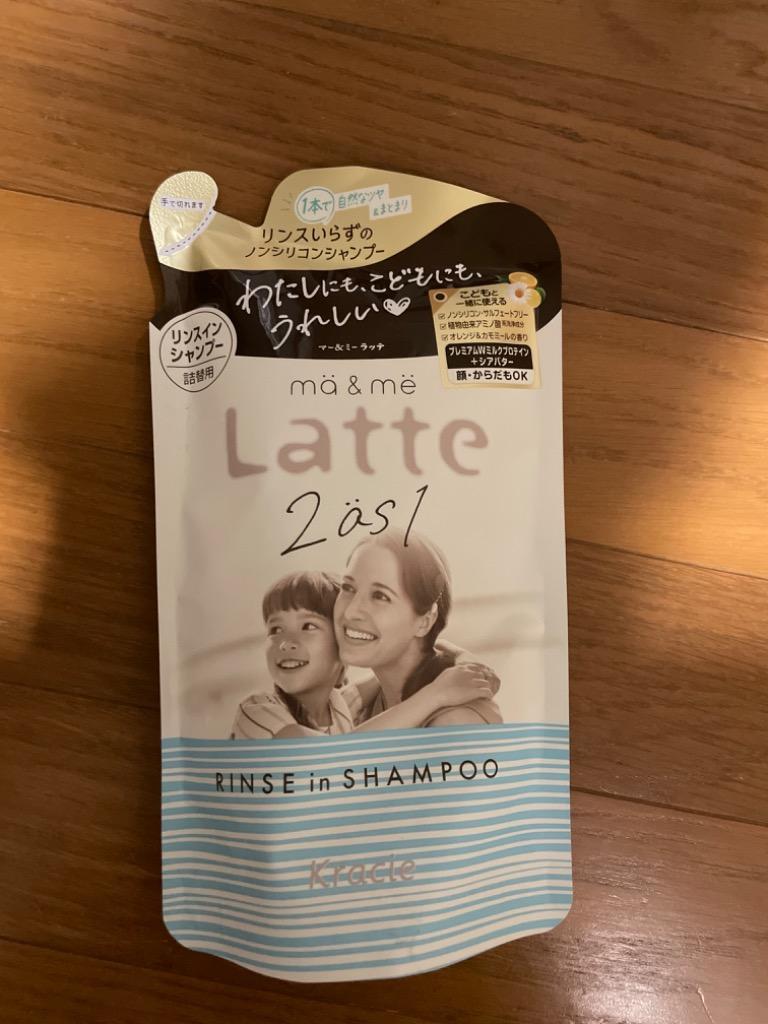 手で切れます
1本で 自然なツヤ
&まとまり
リンスいらずの
ノンシリコンシャンプー
わたしにも、こどもにも、
うれしい♡
マー&ミー ラッテ
こどもと
一緒に使える
ノンシリコン・サルフェートフリー
植物由来アミノ酸系洗浄成分
オレンジ&カモミールの香り
プレミアムWミルクプロテイン
+シアバター
顔・からだもOK
リンスイン
シャンプー
詰替用
mä & më
Latte
2 äs 1
RINSE in SHAMPOO
Kracie